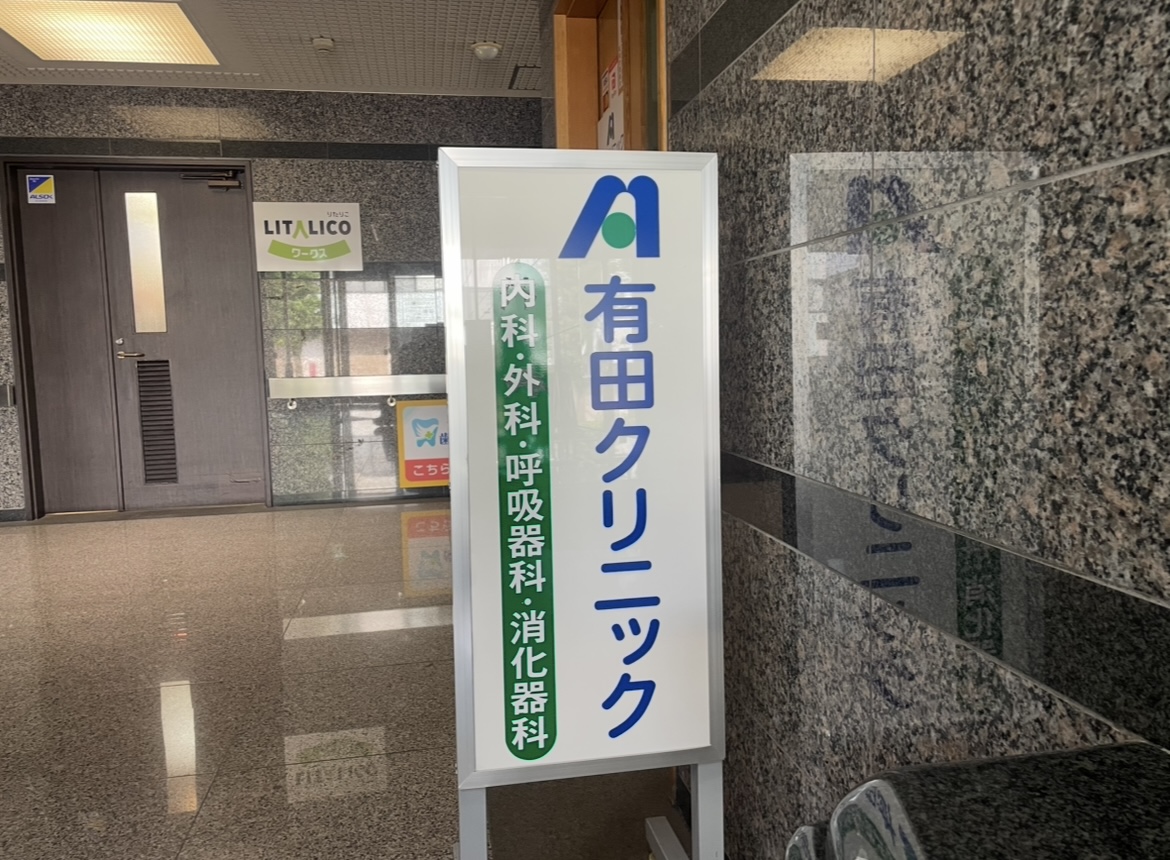 有田クリニック
内科・外科・呼吸器科・消化器科
りたりこ
LITALICO
ワークス
ALSOK
歯
こちら